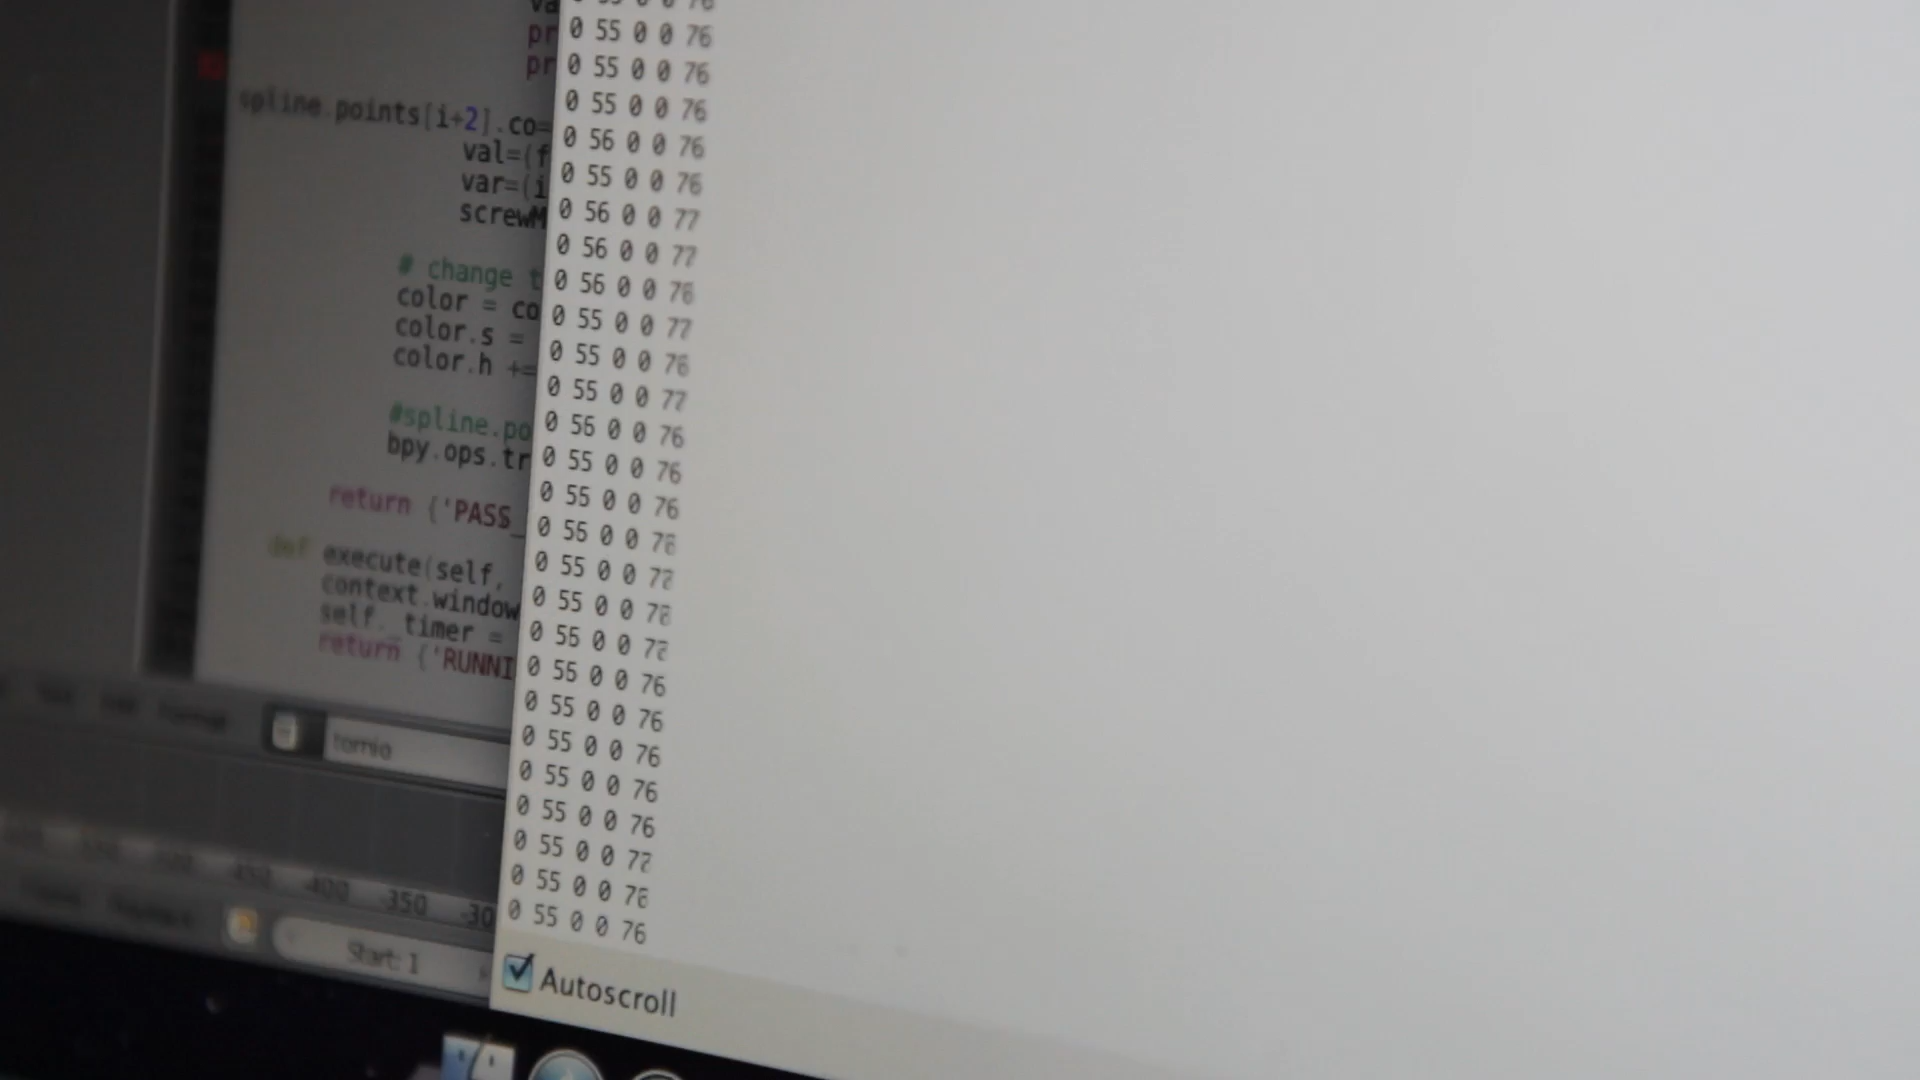 va
pr
pr
spline.points[i+2].co=
val=(f
var=(i
screwM
# change t
color = co
color.s =
color.h +=
#spline.po
bpy.ops.tr
return {'PASS_
def execute(self,
context.window
self._timer =
return {'RUNNI
tornio
-450 -400 -350 -30
Start: 1
0 55 0 0 76
0 55 0 0 76
0 55 0 0 76
0 56 0 0 76
0 55 0 0 76
0 56 0 0 77
0 56 0 0 77
0 56 0 0 76
0 55 0 0 77
0 55 0 0 76
0 55 0 0 77
0 56 0 0 76
0 55 0 0 76
0 55 0 0 76
0 55 0 0
0 55 0 0
0 55 0 0
0 55 0 0
0 55 0 0 76
0 55 0 0 76
0 55 0 0 76
0 55 0 0 76
0 55 0 0 76
0 55 0 0
0 55 0 0
0 55 0 0 76
Autoscroll